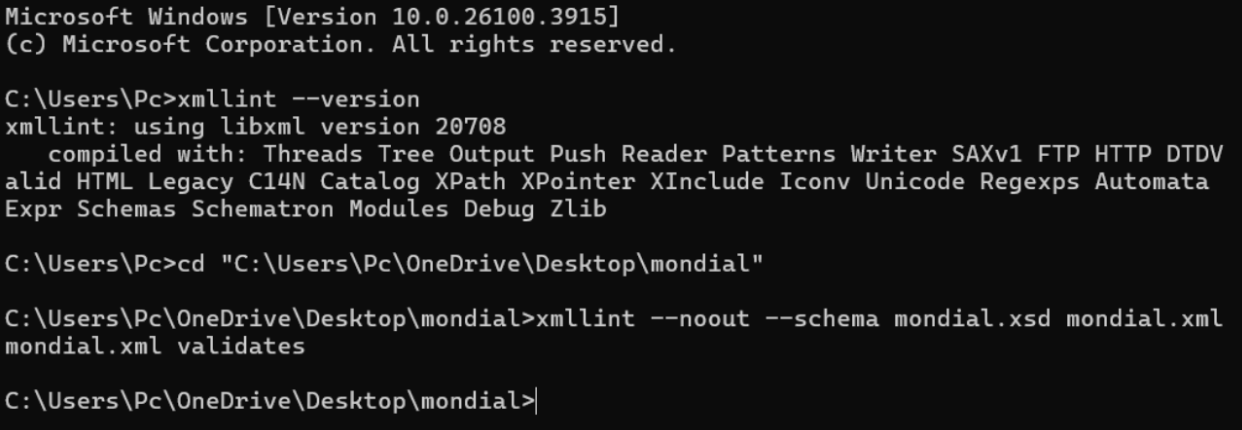 Microsoft Windows [Version 10.0.26100.3915]
(c) Microsoft Corporation. All rights reserved.
C:\Users\Pc>xmllint --version
xmllint: using libxml version 20708
   compiled with: Threads Tree Output Push Reader Patterns Writer SAXv1 FTP HTTP DTDV
alid HTML Legacy C14N Catalog XPath XPointer XInclude Iconv Unicode Regexps Automata
Expr Schemas Schematron Modules Debug Zlib
C:\Users\Pc>cd "C:\Users\Pc\OneDrive\Desktop\mondial"
C:\Users\Pc\OneDrive\Desktop\mondial>xmllint --noout --schema mondial.xsd mondial.xml
mondial.xml validates
C:\Users\Pc\OneDrive\Desktop\mondial>